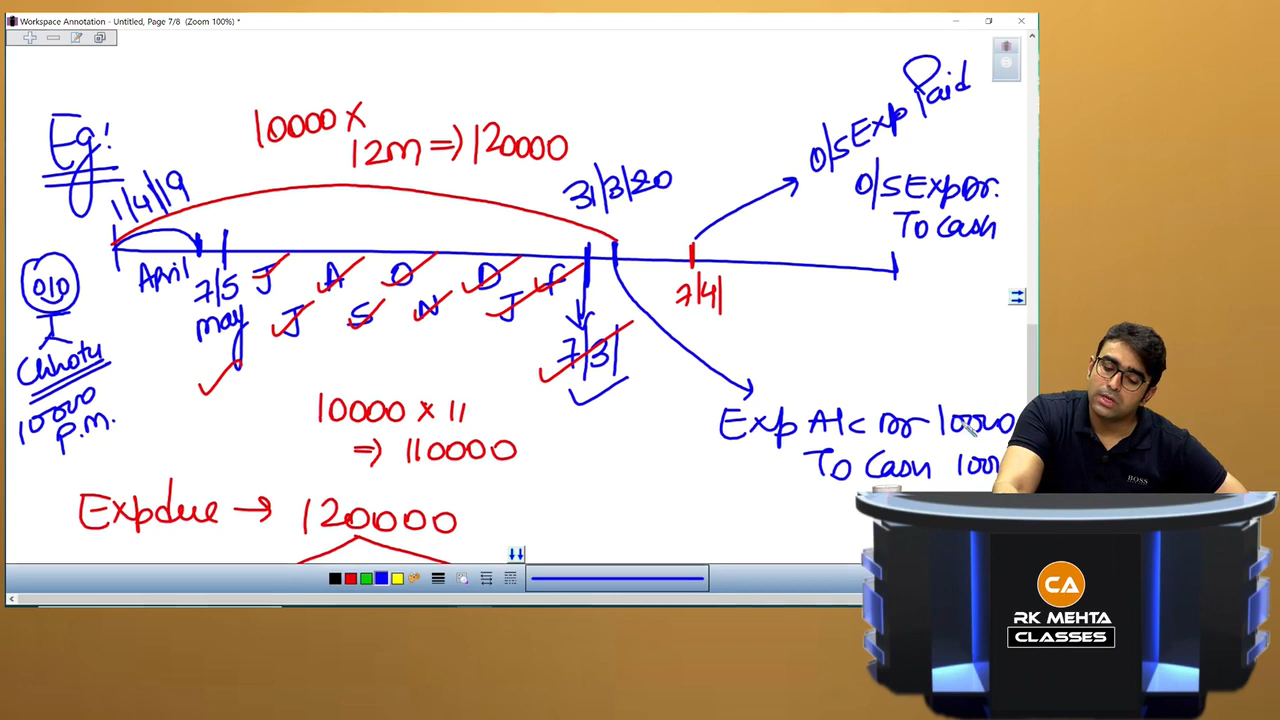 Workspace Annotation - Untitled, Page 7/8 (Zoom 100%) *
Eg!
10000 X
12m => 120000
1/4/19
31/3/20
O/S Exp Paid
O/S Exp Dr.
To cash
April
7/5
May
J
J
A
S
O
N
D
J
F
7/3/
7/4/
Chhotu
10000
P.M.
10000 x 11
=> 110000
Exp A/c Dr 10000
To Cash
Exp due → 120000
BOSS
CA
RK MEHTA
CLASSES